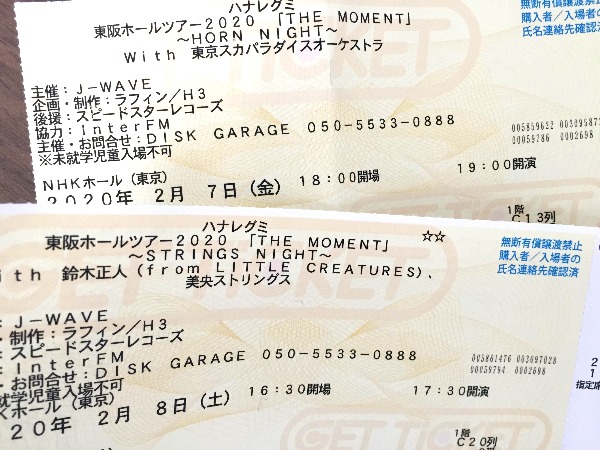 ハナレグミ
東阪ホールツアー2020 「THE MOMENT」
～HORN NIGHT～
With 東京スカパラダイスオーケストラ
無断有償譲渡禁止
購入者／入場者の
氏名連絡先確認済
主催：J-WAVE
企画・制作：ラフィン／H3
後援：スピードスターレコーズ
協力：InterFM
主催・お問合せ：DISK GARAGE 050-5533-0888
※未就学児童入場不可
NHKホール（東京）
2020年 2月 7日（金） 18:00開場 19:00開演
1階
C13列
GET TICKET
ハナレグミ
東阪ホールツアー2020 「THE MOMENT」 ☆☆
～STRINGS NIGHT～
ith 鈴木正人(from LITTLE CREATURES)、
美央ストリングス
無断有償譲渡禁止
購入者／入場者の
氏名連絡先確認済
：J-WAVE
・制作：ラフィン／H3
：スピードスターレコーズ
：InterFM
・お問合せ：DISK GARAGE 050-5533-0888
就学児童入場不可
Kホール（東京）
20年 2月 8日（土） 16:30開場 17:30開演
00861476 003097028
00059794 0002698
1階
C20列
指定席
GET TICKET